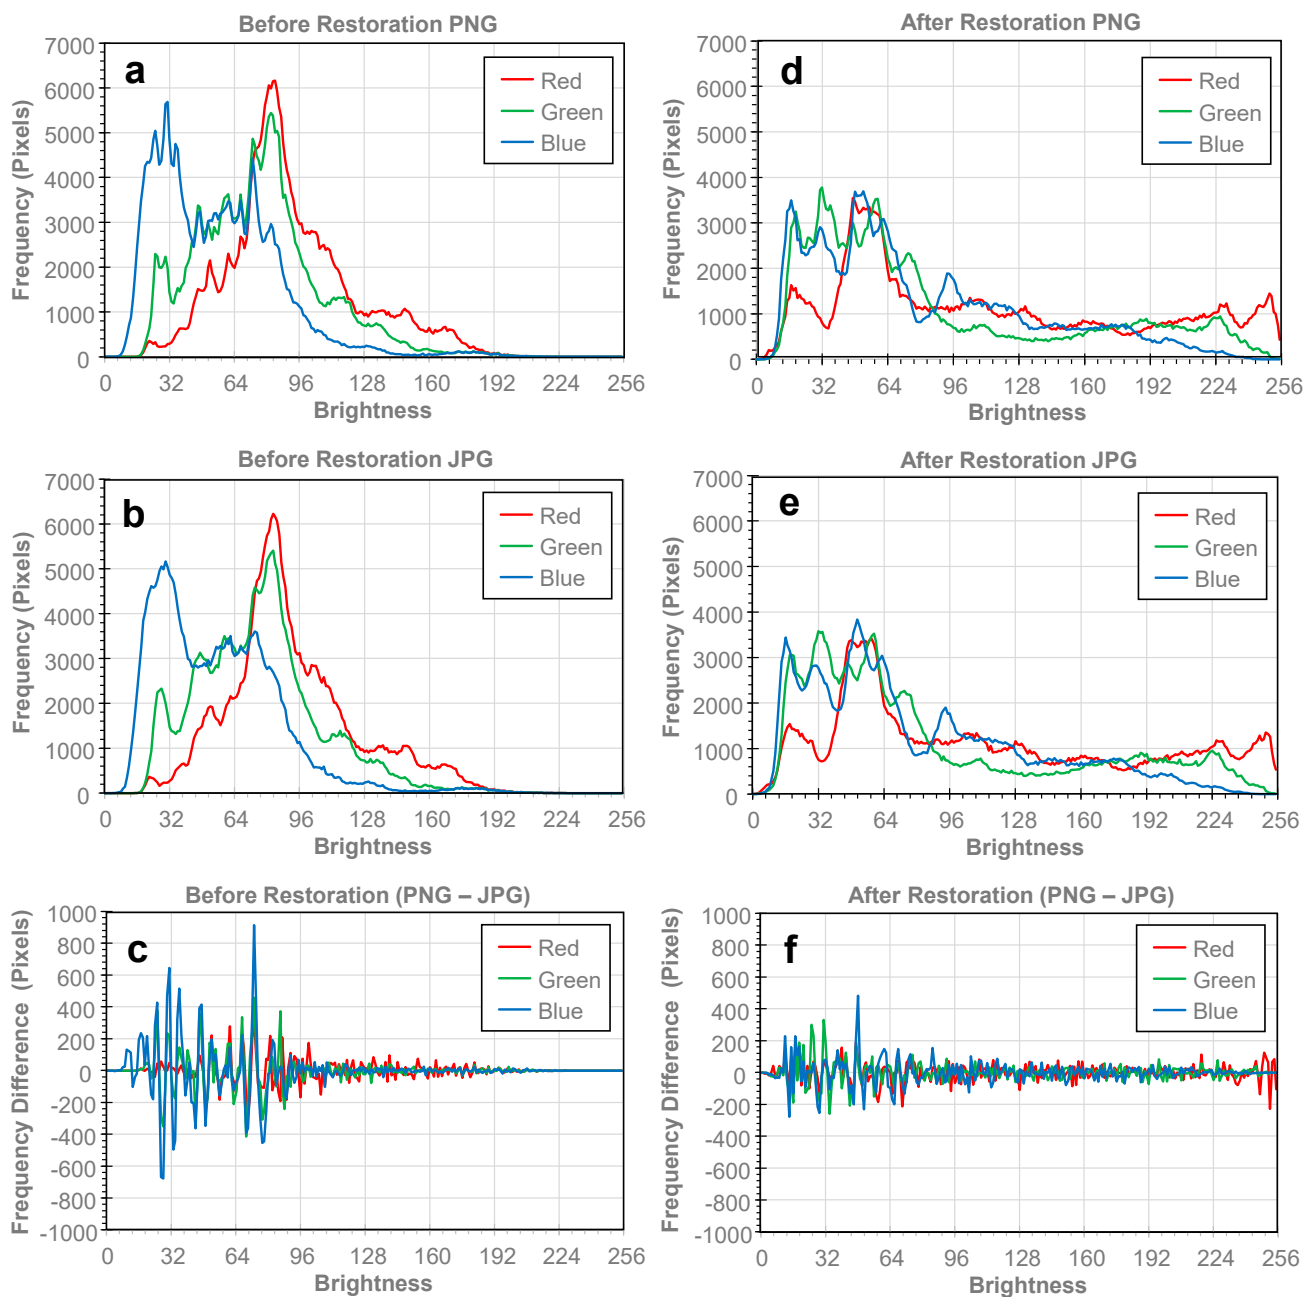 Before Restoration PNG
a
Red
Green
Blue
7000
6000
5000
4000
3000
2000
1000
0
Frequency (Pixels)
0 32 64 96 128 160 192 224 256
Brightness
After Restoration PNG
d
Red
Green
Blue
7000
6000
5000
4000
3000
2000
1000
0
Frequency (Pixels)
0 32 64 96 128 160 192 224 256
Brightness
Before Restoration JPG
b
Red
Green
Blue
7000
6000
5000
4000
3000
2000
1000
0
Frequency (Pixels)
0 32 64 96 128 160 192 224 256
Brightness
After Restoration JPG
e
Red
Green
Blue
7000
6000
5000
4000
3000
2000
1000
0
Frequency (Pixels)
0 32 64 96 128 160 192 224 256
Brightness
Before Restoration (PNG – JPG)
c
Red
Green
Blue
1000
800
600
400
200
0
-200
-400
-600
-800
-1000
Frequency Difference (Pixels)
0 32 64 96 128 160 192 224 256
Brightness
After Restoration (PNG – JPG)
f
Red
Green
Blue
1000
800
600
400
200
0
-200
-400
-600
-800
-1000
Frequency Difference (Pixels)
0 32 64 96 128 160 192 224 256
Brightness